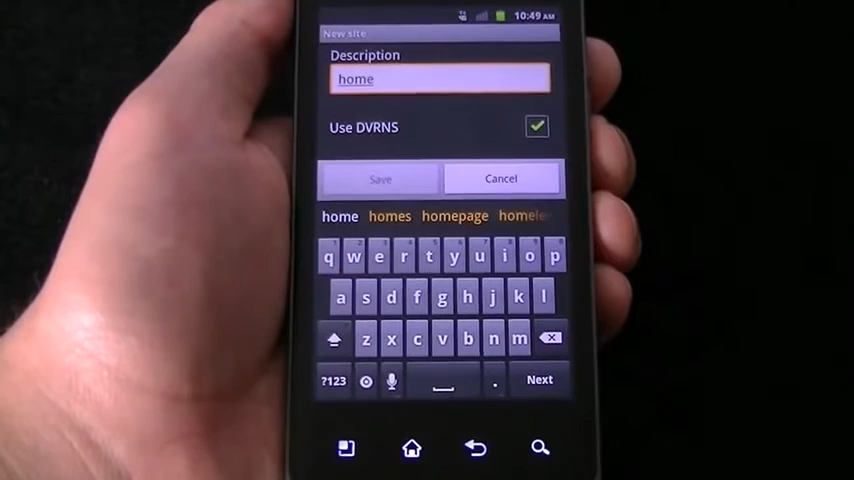 10:49 AM
New site
Description
home
Use DVRNS
Save Cancel
home homes homepage
q w e r t y u i o p
a s d f g h j k l
z x c v b n m
?123 . Next